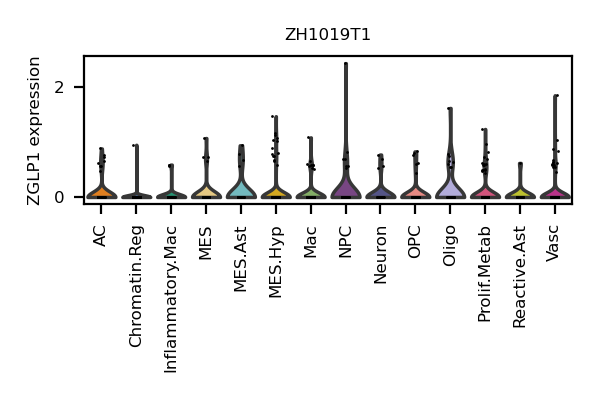 ZH1019T1
ZGLP1 expression
2
0
AC
Chromatin.Reg
Inflammatory.Mac
MES
MES.Ast
MES.Hyp
Mac
NPC
Neuron
OPC
Oligo
Prolif.Metab
Reactive.Ast
Vasc